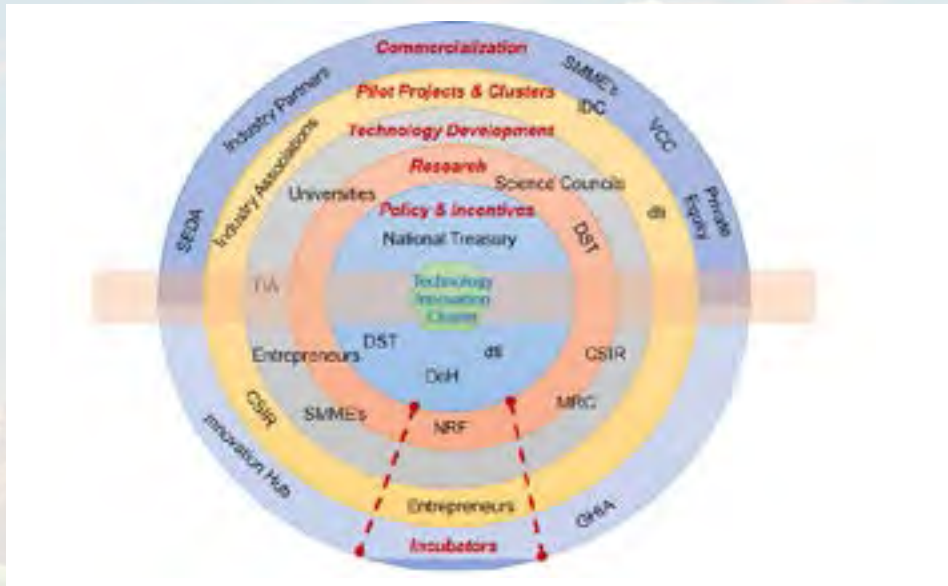 Commercialization
SMME's
Industry Partners
Pilot Projects & Clusters
IDC
VCC
Technology Development
Industry Associations
Research
Universities
Science Councils
Private
Equity
Policy & Incentives
dti
SEDA
National Treasury
DST
Technology
Innovation
Cluster
TIA
DST
dti
CSIR
Entrepreneurs
DoH
MRC
SMMEs
CSIR
NRF
Innovation Hub
Entrepreneurs
Incubators